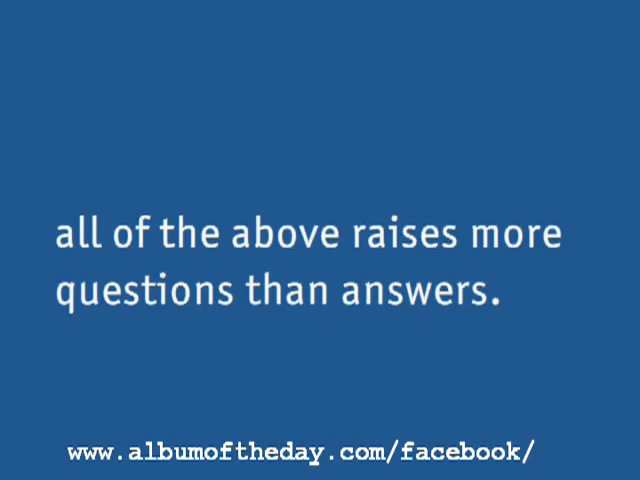 all of the above raises more
questions than answers.
www.albumoftheday.com/facebook/